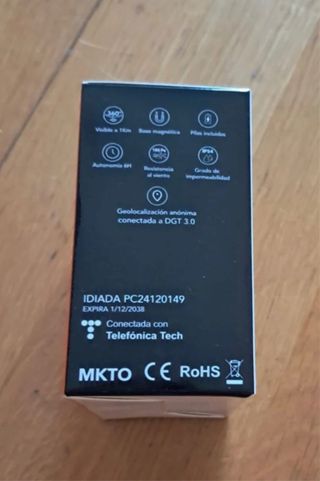 360°
Visible a 1Km
Base magnética
Pilas incluidas
Autonomía 6H
Resistencia
al viento
IP54
Grado de
impermeabilidad
Geolocalización anónima
conectada a DGT 3.0
IDIADA PC24120149
EXPIRA 1/12/2038
Conectada con
Telefónica Tech
MKTO CE RoHS